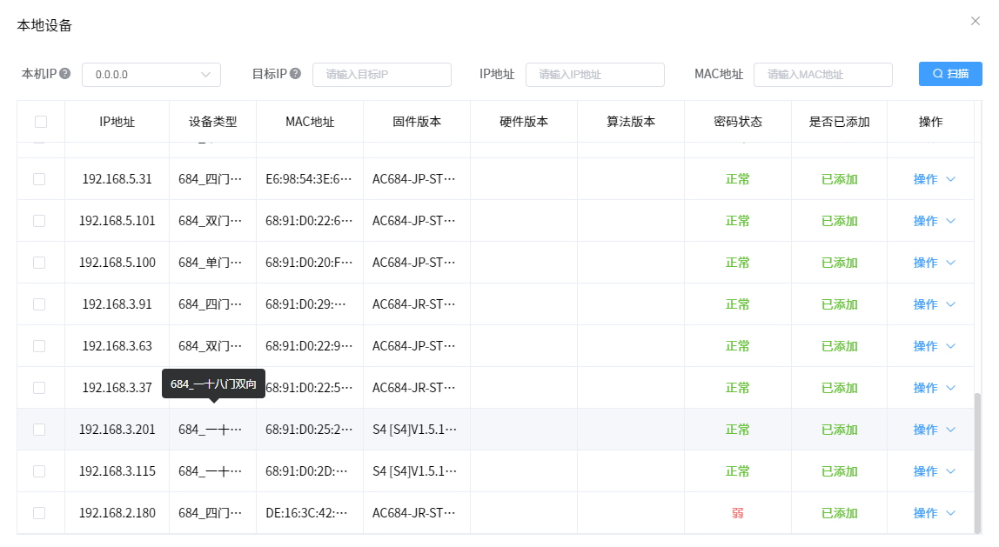 本地设备
本机IP ? 0.0.0.0 目标IP ? 请输入目标IP IP地址 请输入IP地址 MAC地址 请输入MAC地址 扫描
IP地址 设备类型 MAC地址 固件版本 硬件版本 算法版本 密码状态 是否已添加 操作
192.168.5.31 684_四门… E6:98:54:3E:6… AC684-JP-ST… 正常 已添加 操作
192.168.5.101 684_双门… 68:91:D0:22:6… AC684-JP-ST… 正常 已添加 操作
192.168.5.100 684_单门… 68:91:D0:20:F… AC684-JP-ST… 正常 已添加 操作
192.168.3.91 684_四门… 68:91:D0:29:… AC684-JR-ST… 正常 已添加 操作
192.168.3.63 684_双门… 68:91:D0:22:9… AC684-JP-ST… 正常 已添加 操作
192.168.3.37 68:91:D0:22:5… AC684-JR-ST… 正常 已添加 操作
684_一十八门双向
192.168.3.201 684_一十… 68:91:D0:25:2… S4 [S4]V1.5.1… 正常 已添加 操作
192.168.3.115 684_一十… 68:91:D0:2D:… S4 [S4]V1.5.1… 正常 已添加 操作
192.168.2.180 684_四门… DE:16:3C:42:… AC684-JR-ST… 弱 已添加 操作